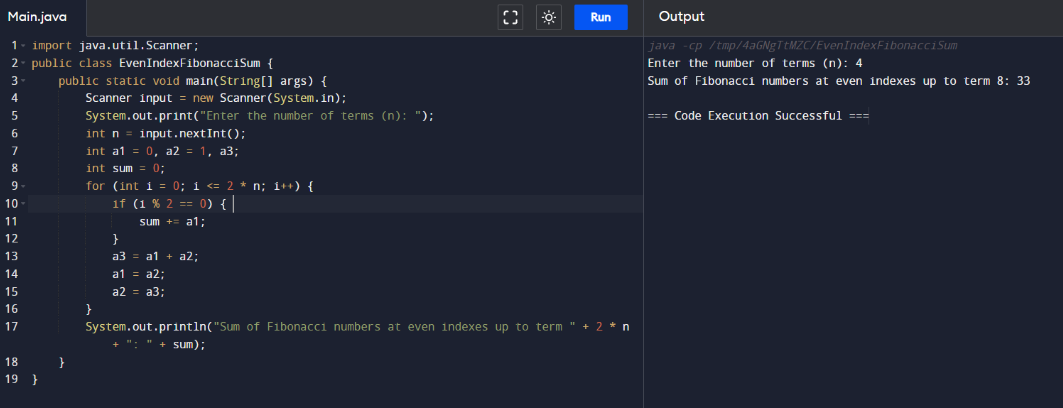 Main.java
Run
Output
1 import java.util.Scanner;
2 public class EvenIndexFibonacciSum {
3     public static void main(String[] args) {
4         Scanner input = new Scanner(System.in);
5         System.out.print("Enter the number of terms (n): ");
6         int n = input.nextInt();
7         int a1 = 0, a2 = 1, a3;
8         int sum = 0;
9         for (int i = 0; i <= 2 * n; i++) {
10             if (i % 2 == 0) {
11                 sum += a1;
12             }
13             a3 = a1 + a2;
14             a1 = a2;
15             a2 = a3;
16         }
17         System.out.println("Sum of Fibonacci numbers at even indexes up to term " + 2 * n
            + ": " + sum);
18     }
19 }
java -cp /tmp/4aGNgTtMZC/EvenIndexFibonacciSum
Enter the number of terms (n): 4
Sum of Fibonacci numbers at even indexes up to term 8: 33
=== Code Execution Successful ===